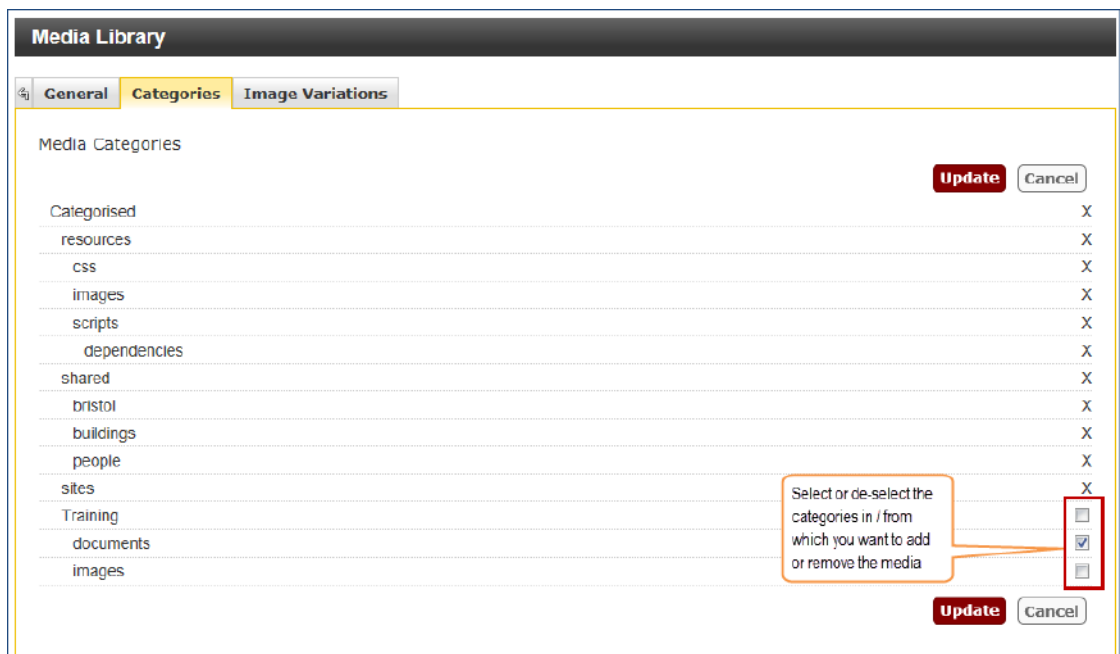 Media Library
General Categories Image Variations
Media Categories
Update Cancel
Categorised X
resources X
css X
images X
scripts X
dependencies X
shared X
bristol X
buildings X
people X
sites X
Training
documents
images
Select or de-select the
categories in / from
which you want to add
or remove the media
Update Cancel